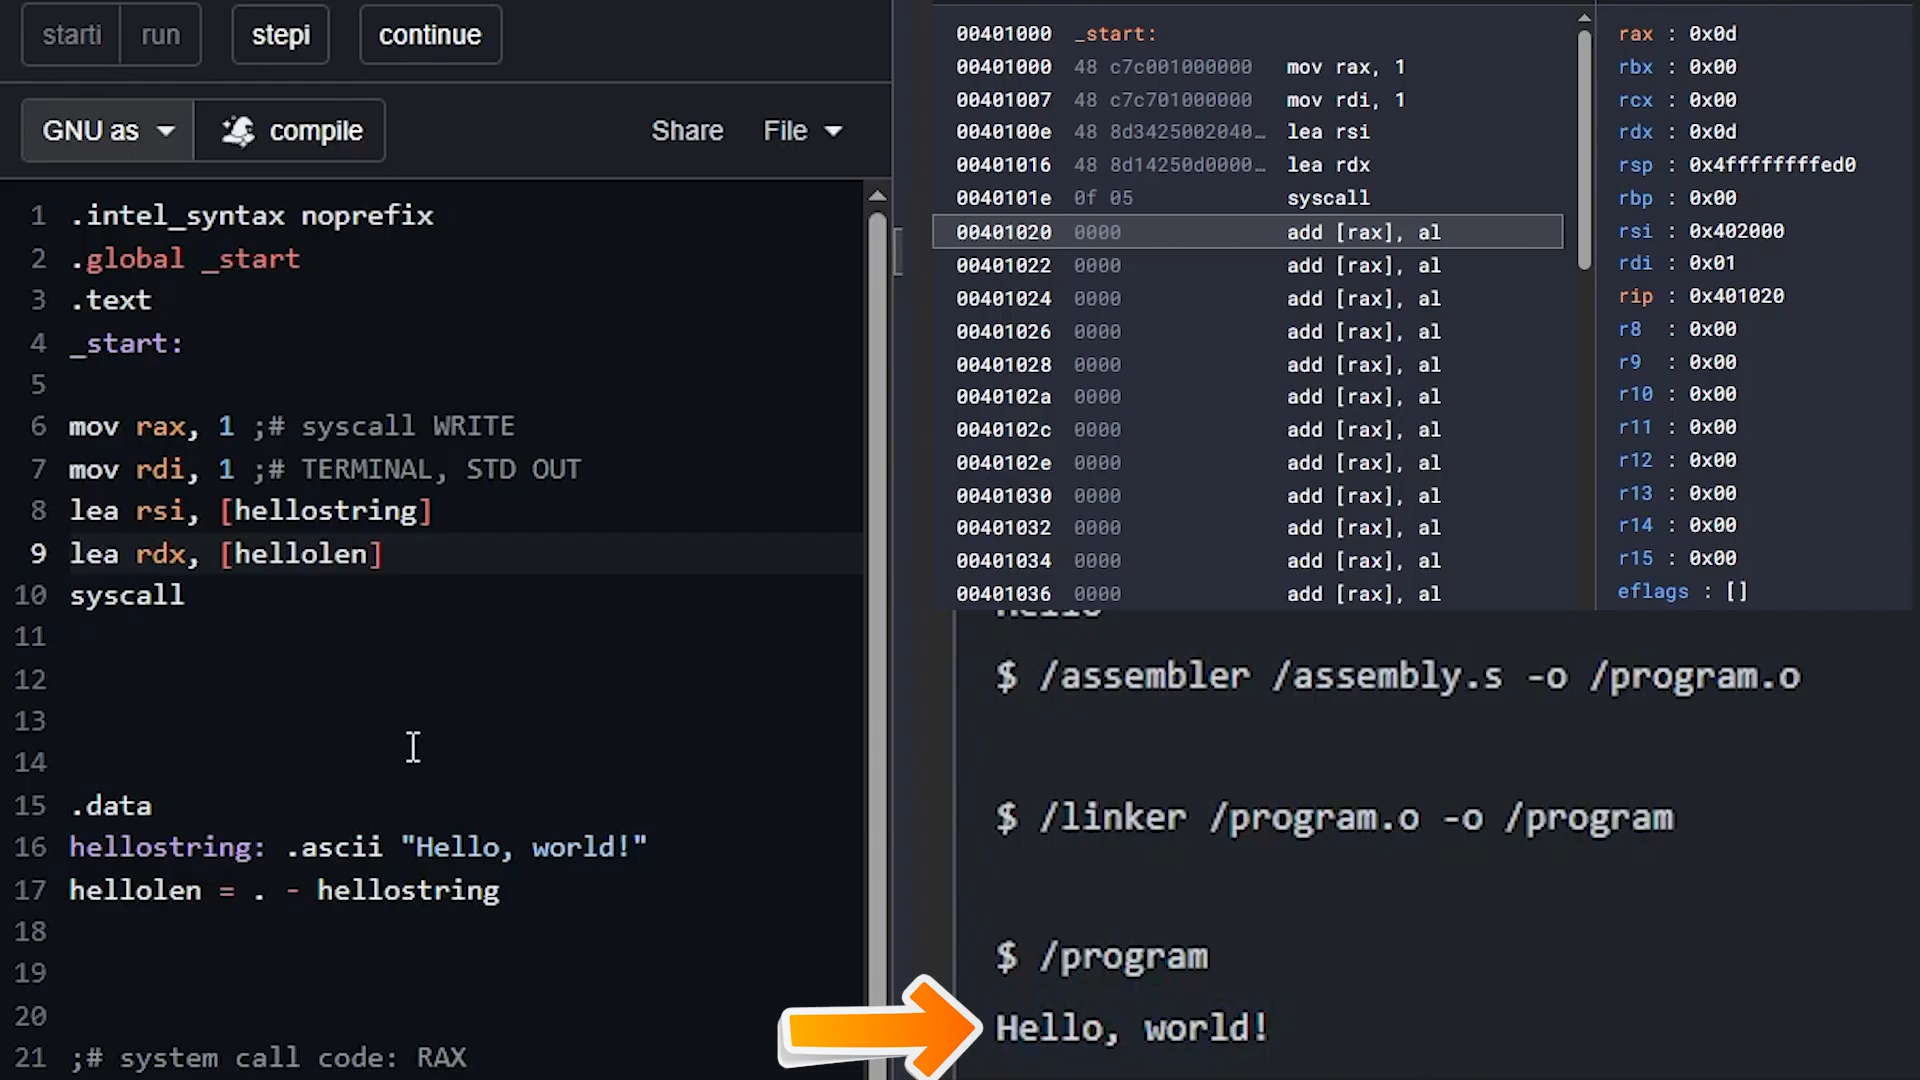 starti run stepi continue
GNU as compile Share File
1 .intel_syntax noprefix
2 .global _start
3 .text
4 _start:
5
6 mov rax, 1 ;# syscall WRITE
7 mov rdi, 1 ;# TERMINAL, STD OUT
8 lea rsi, [hellostring]
9 lea rdx, [hellolen]
10 syscall
11
12
13
14
15 .data
16 hellostring: .ascii "Hello, world!"
17 hellolen = . - hellostring
18
19
20
21 ;# system call code: RAX
00401000 _start:
00401000 48 c7c001000000 mov rax, 1
00401007 48 c7c701000000 mov rdi, 1
0040100e 48 8d3425002040… lea rsi
00401016 48 8d14250d0000… lea rdx
0040101e 0f 05 syscall
00401020 0000 add [rax], al
00401022 0000 add [rax], al
00401024 0000 add [rax], al
00401026 0000 add [rax], al
00401028 0000 add [rax], al
0040102a 0000 add [rax], al
0040102c 0000 add [rax], al
0040102e 0000 add [rax], al
00401030 0000 add [rax], al
00401032 0000 add [rax], al
00401034 0000 add [rax], al
00401036 0000 add [rax], al
rax : 0x0d
rbx : 0x00
rcx : 0x00
rdx : 0x0d
rsp : 0x4ffffffffed0
rbp : 0x00
rsi : 0x402000
rdi : 0x01
rip : 0x401020
r8 : 0x00
r9 : 0x00
r10 : 0x00
r11 : 0x00
r12 : 0x00
r13 : 0x00
r14 : 0x00
r15 : 0x00
eflags : []
$ /assembler /assembly.s -o /program.o
$ /linker /program.o -o /program
$ /program
Hello, world!